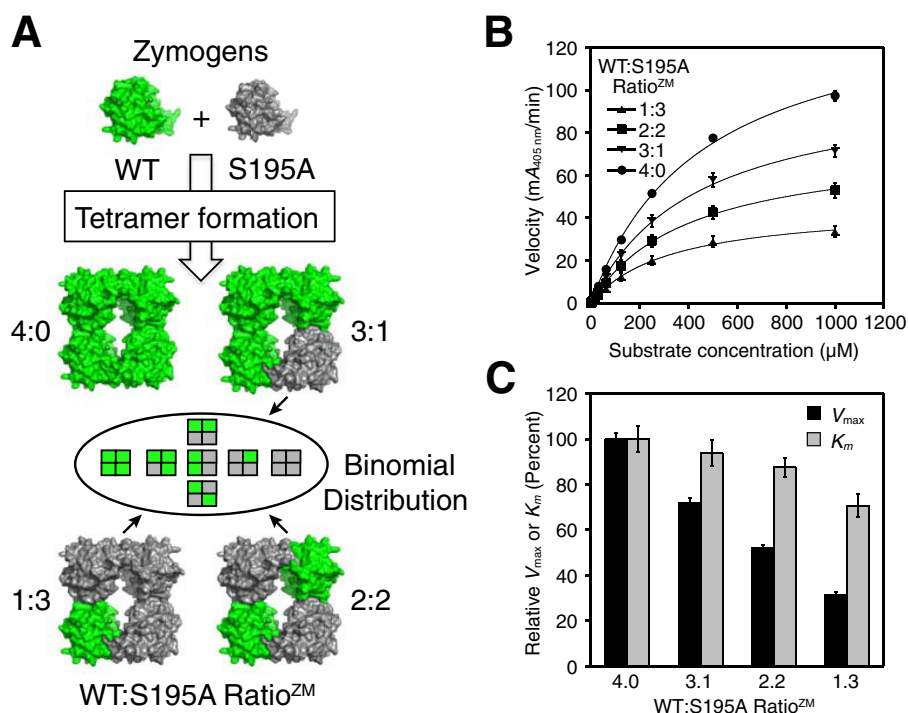 A
Zymogens
+
WT
S195A
Tetramer formation
4:0
3:1
Binomial
Distribution
1:3
2:2
WT:S195A Ratio^ZM
B
120
100
80
60
40
20
0
Velocity (mA405 nm/min)
WT:S195A
Ratio^ZM
1:3
2:2
3:1
4:0
0 200 400 600 800 1000 1200
Substrate concentration (µM)
C
120
100
80
60
40
20
0
Relative Vmax or Km (Percent)
Vmax
Km
4.0 3.1 2.2 1.3
WT:S195A Ratio^ZM